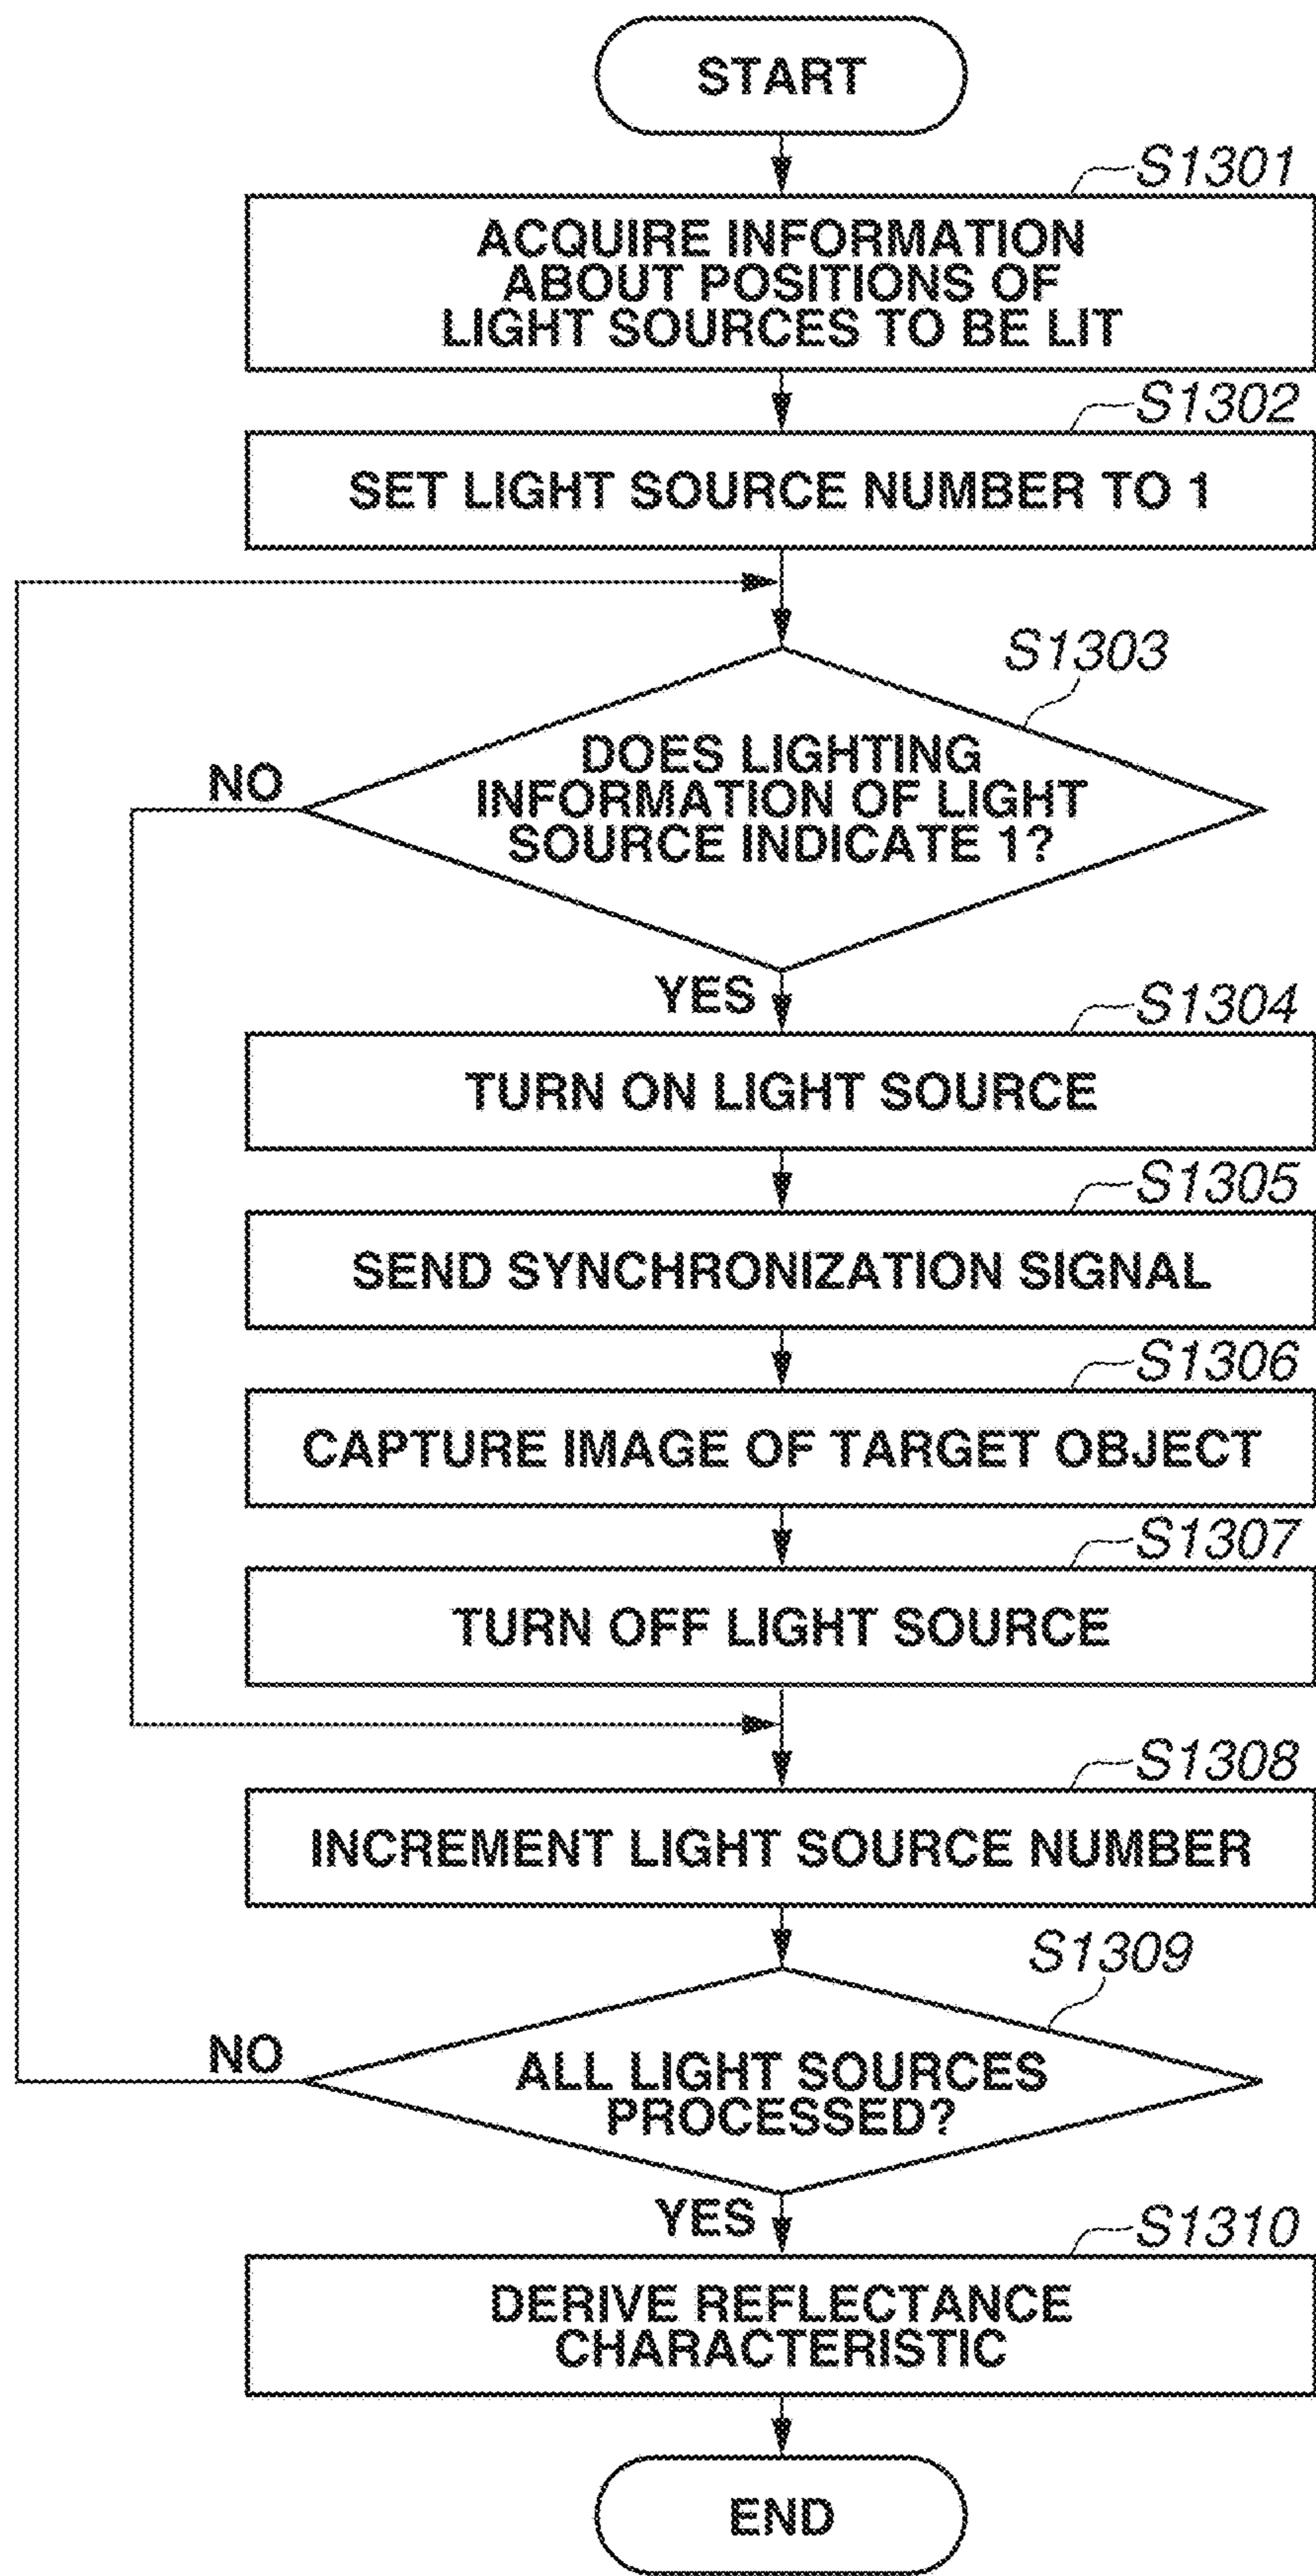 START
S1301
ACQUIRE INFORMATION
ABOUT POSITIONS OF
LIGHT SOURCES TO BE LIT
S1302
SET LIGHT SOURCE NUMBER TO 1
S1303
DOES LIGHTING
INFORMATION OF LIGHT
SOURCE INDICATE 1?
NO
YES
S1304
TURN ON LIGHT SOURCE
S1305
SEND SYNCHRONIZATION SIGNAL
S1306
CAPTURE IMAGE OF TARGET OBJECT
S1307
TURN OFF LIGHT SOURCE
S1308
INCREMENT LIGHT SOURCE NUMBER
S1309
ALL LIGHT SOURCES
PROCESSED?
NO
YES
S1310
DERIVE REFLECTANCE
CHARACTERISTIC
END